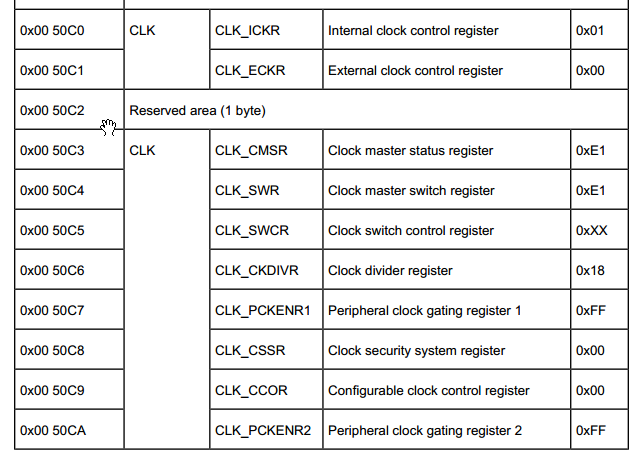 0x00 50C0 CLK CLK_ICKR Internal clock control register 0x01
0x00 50C1 CLK_ECKR External clock control register 0x00
0x00 50C2 Reserved area (1 byte)
0x00 50C3 CLK CLK_CMSR Clock master status register 0xE1
0x00 50C4 CLK_SWR Clock master switch register 0xE1
0x00 50C5 CLK_SWCR Clock switch control register 0xXX
0x00 50C6 CLK_CKDIVR Clock divider register 0x18
0x00 50C7 CLK_PCKENR1 Peripheral clock gating register 1 0xFF
0x00 50C8 CLK_CSSR Clock security system register 0x00
0x00 50C9 CLK_CCOR Configurable clock control register 0x00
0x00 50CA CLK_PCKENR2 Peripheral clock gating register 2 0xFF